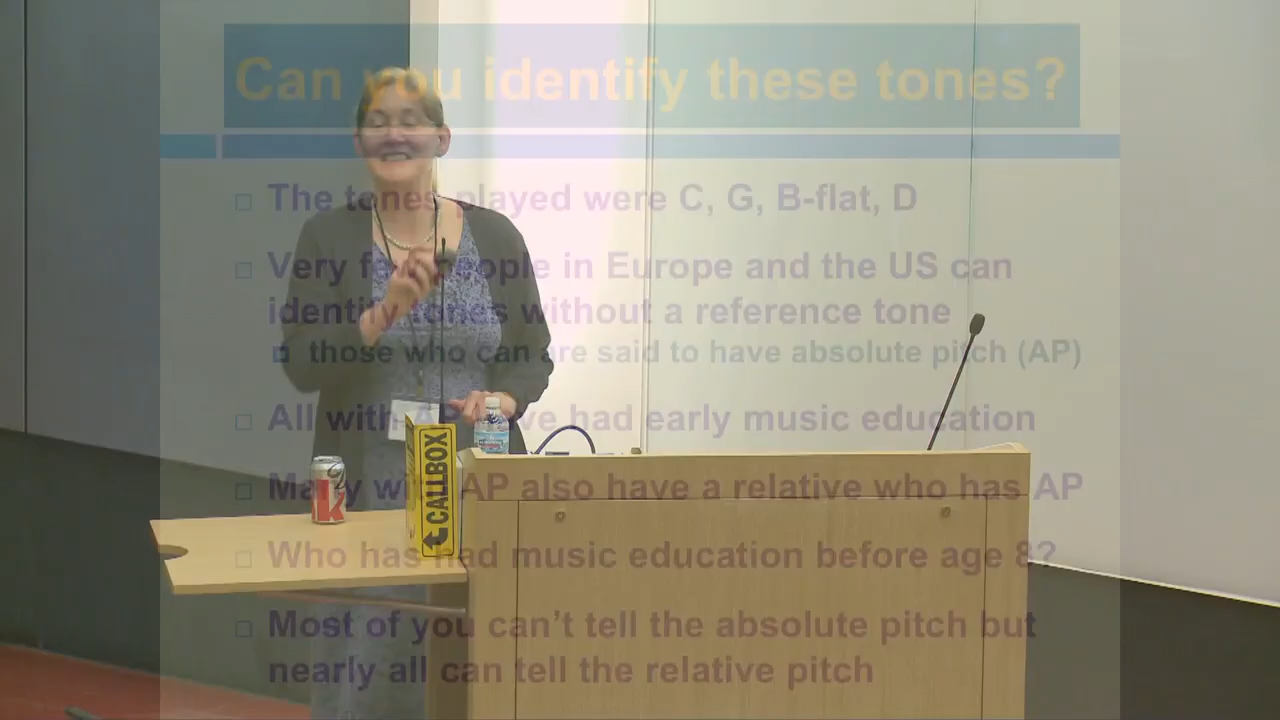 Can you identify these tones?
The tones played were C, G, B-flat, D
Very few people in Europe and the US can
identify tones without a reference tone
those who can are said to have absolute pitch (AP)
All with AP have had early music education
Many with AP also have a relative who has AP
CALLBOX
k
Who has had music education before age 8?
Most of you can't tell the absolute pitch but
nearly all can tell the relative pitch